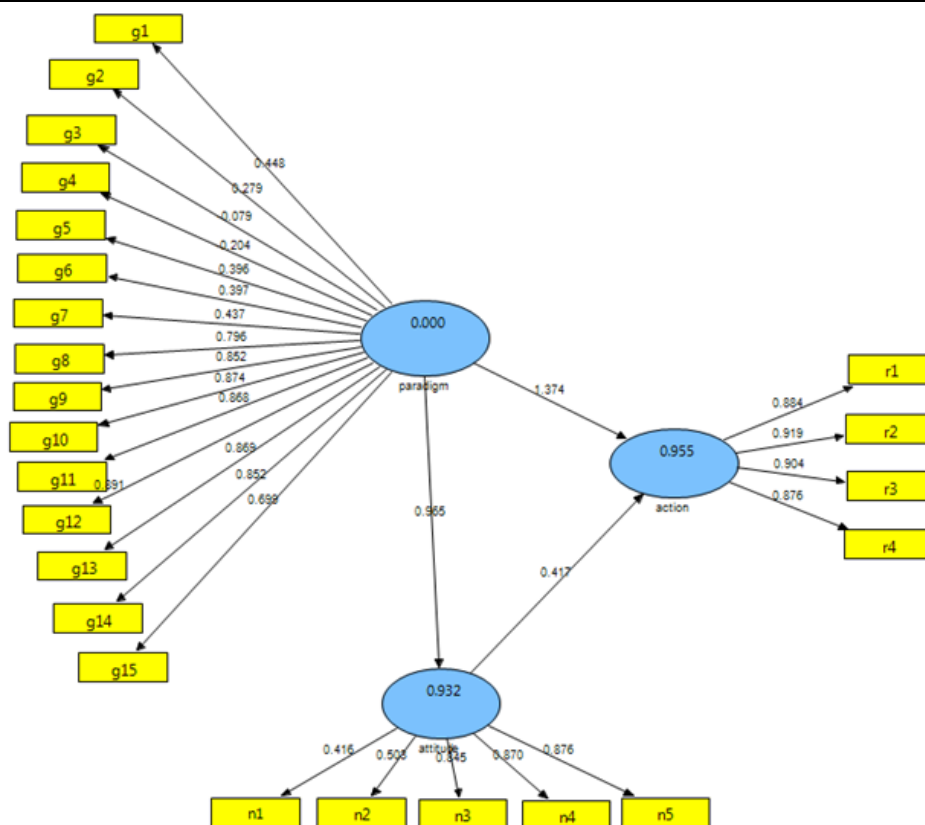 g1
g2
g3
g4
g5
g6
g7
g8
g9
g10
g11
g12
g13
g14
g15
0.448
0.279
0.079
0.204
0.396
0.397
0.437
0.796
0.852
0.874
0.868
0.891
0.869
0.852
0.000
paradigm
1.374
0.965
0.955
action
0.884
0.919
0.904
0.876
r1
r2
r3
r4
0.417
0.932
attitude
0.416
0.845
0.870
0.876
n1
n2
n3
n4
n5